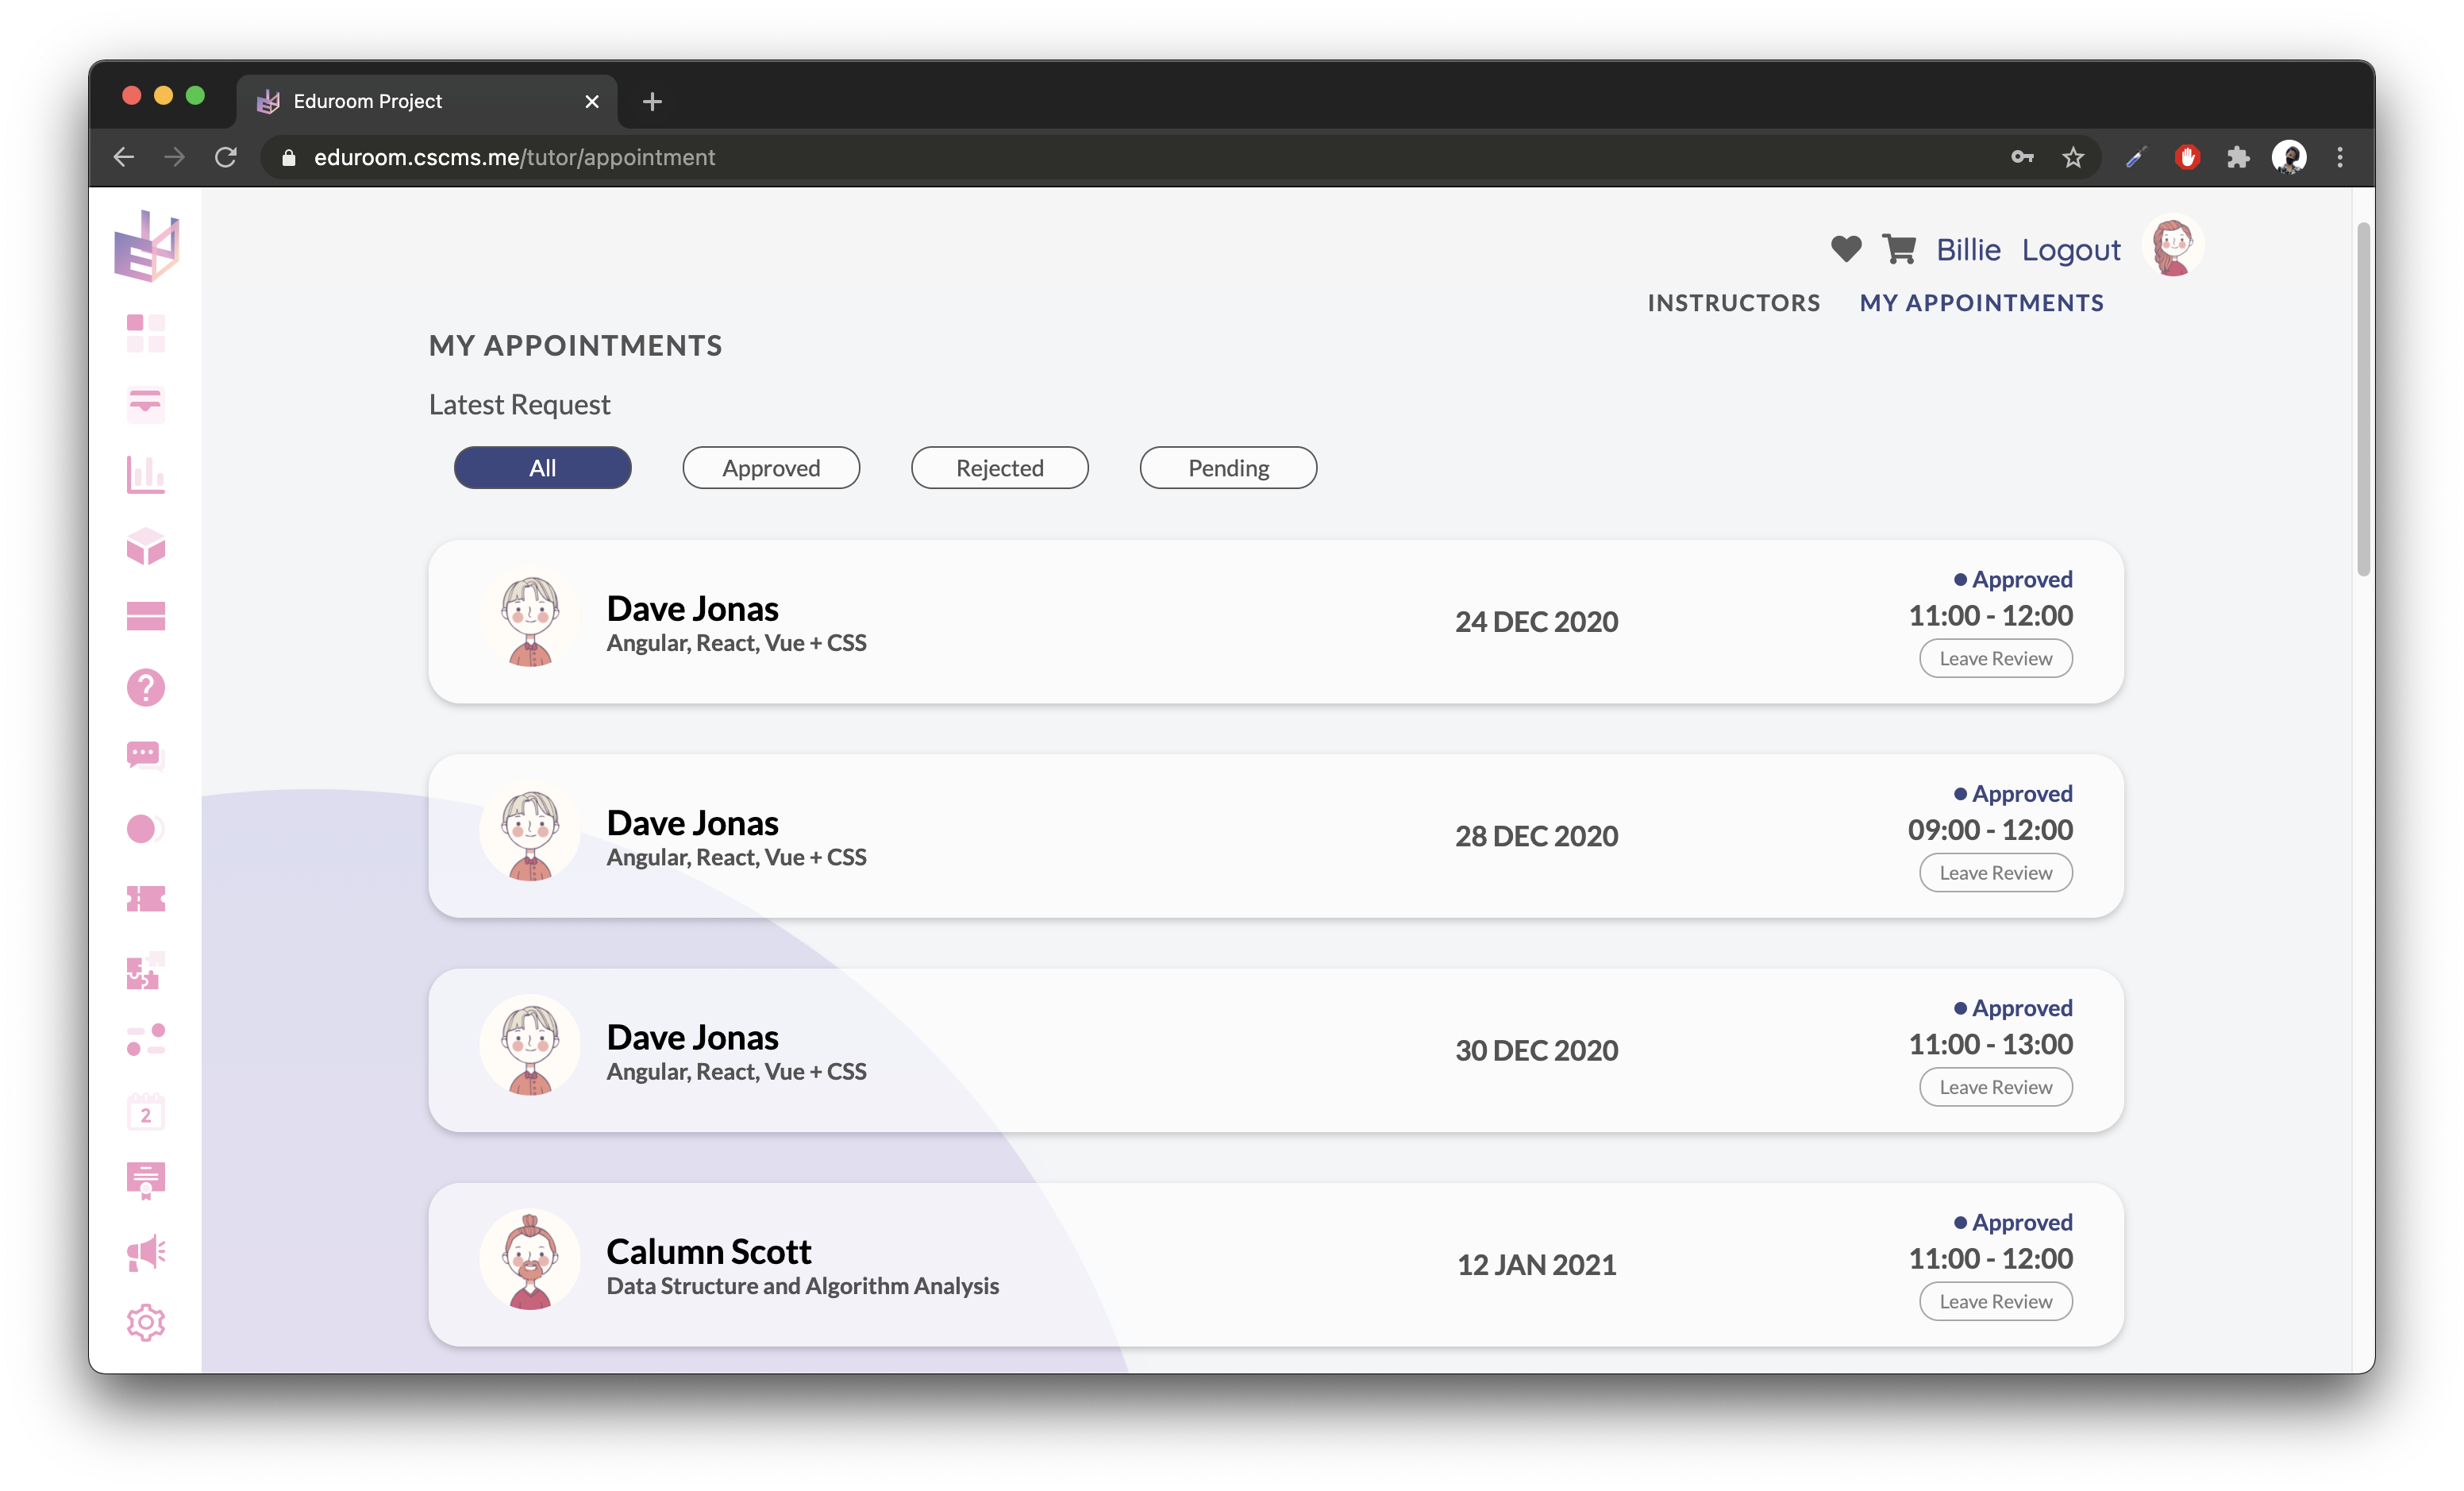 Eduroom Project
eduroom.cscms.me/tutor/appointment
Billie Logout
INSTRUCTORS MY APPOINTMENTS
MY APPOINTMENTS
Latest Request
All Approved Rejected Pending
Dave Jonas
Angular, React, Vue + CSS
24 DEC 2020
Approved
11:00 - 12:00
Leave Review
Dave Jonas
Angular, React, Vue + CSS
28 DEC 2020
Approved
09:00 - 12:00
Leave Review
Dave Jonas
Angular, React, Vue + CSS
30 DEC 2020
Approved
11:00 - 13:00
Leave Review
2
Calumn Scott
Data Structure and Algorithm Analysis
12 JAN 2021
Approved
11:00 - 12:00
Leave Review